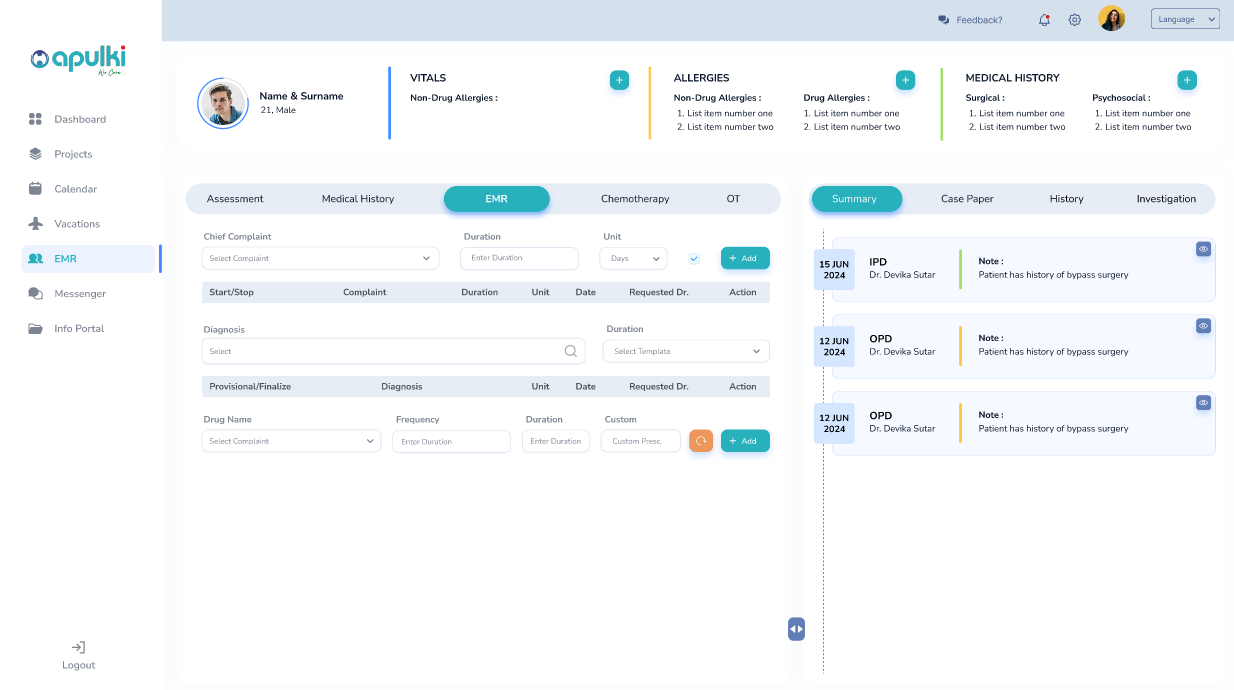 Feedback?
Language
apulki
We Care
Dashboard
Projects
Calendar
Vacations
EMR
Messenger
Info Portal
Logout
Name & Surname
21, Male
VITALS
Non-Drug Allergies :
ALLERGIES
Non-Drug Allergies :
1. List item number one
2. List item number two
Drug Allergies :
1. List item number one
2. List item number two
MEDICAL HISTORY
Surgical :
1. List item number one
2. List item number two
Psychosocial :
1. List item number one
2. List item number two
Assessment Medical History EMR Chemotherapy OT
Chief Complaint Duration Unit
Select Complaint Enter Duration Days + Add
Start/Stop Complaint Duration Unit Date Requested Dr. Action
Diagnosis Duration
Select Select Template
Provisional/Finalize Diagnosis Unit Date Requested Dr. Action
Drug Name Frequency Duration Custom
Select Complaint Enter Duration Enter Duration Custom Presc. + Add
Summary Case Paper History Investigation
15 JUN
2024
IPD
Dr. Devika Sutar
Note :
Patient has history of bypass surgery
12 JUN
2024
OPD
Dr. Devika Sutar
Note :
Patient has history of bypass surgery
12 JUN
2024
OPD
Dr. Devika Sutar
Note :
Patient has history of bypass surgery